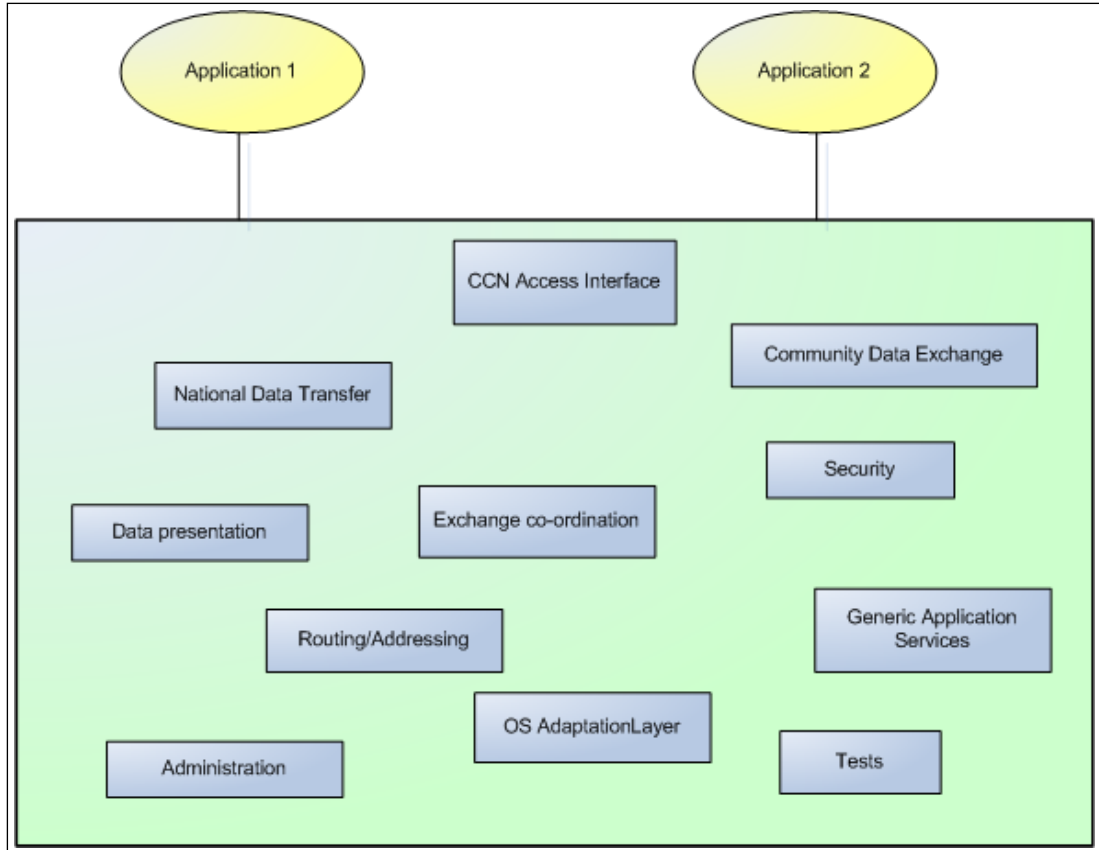 Application 1
Application 2
CCN Access Interface
Community Data Exchange
National Data Transfer
Security
Exchange co-ordination
Data presentation
Generic Application
Services
Routing/Addressing
OS AdaptationLayer
Tests
Administration